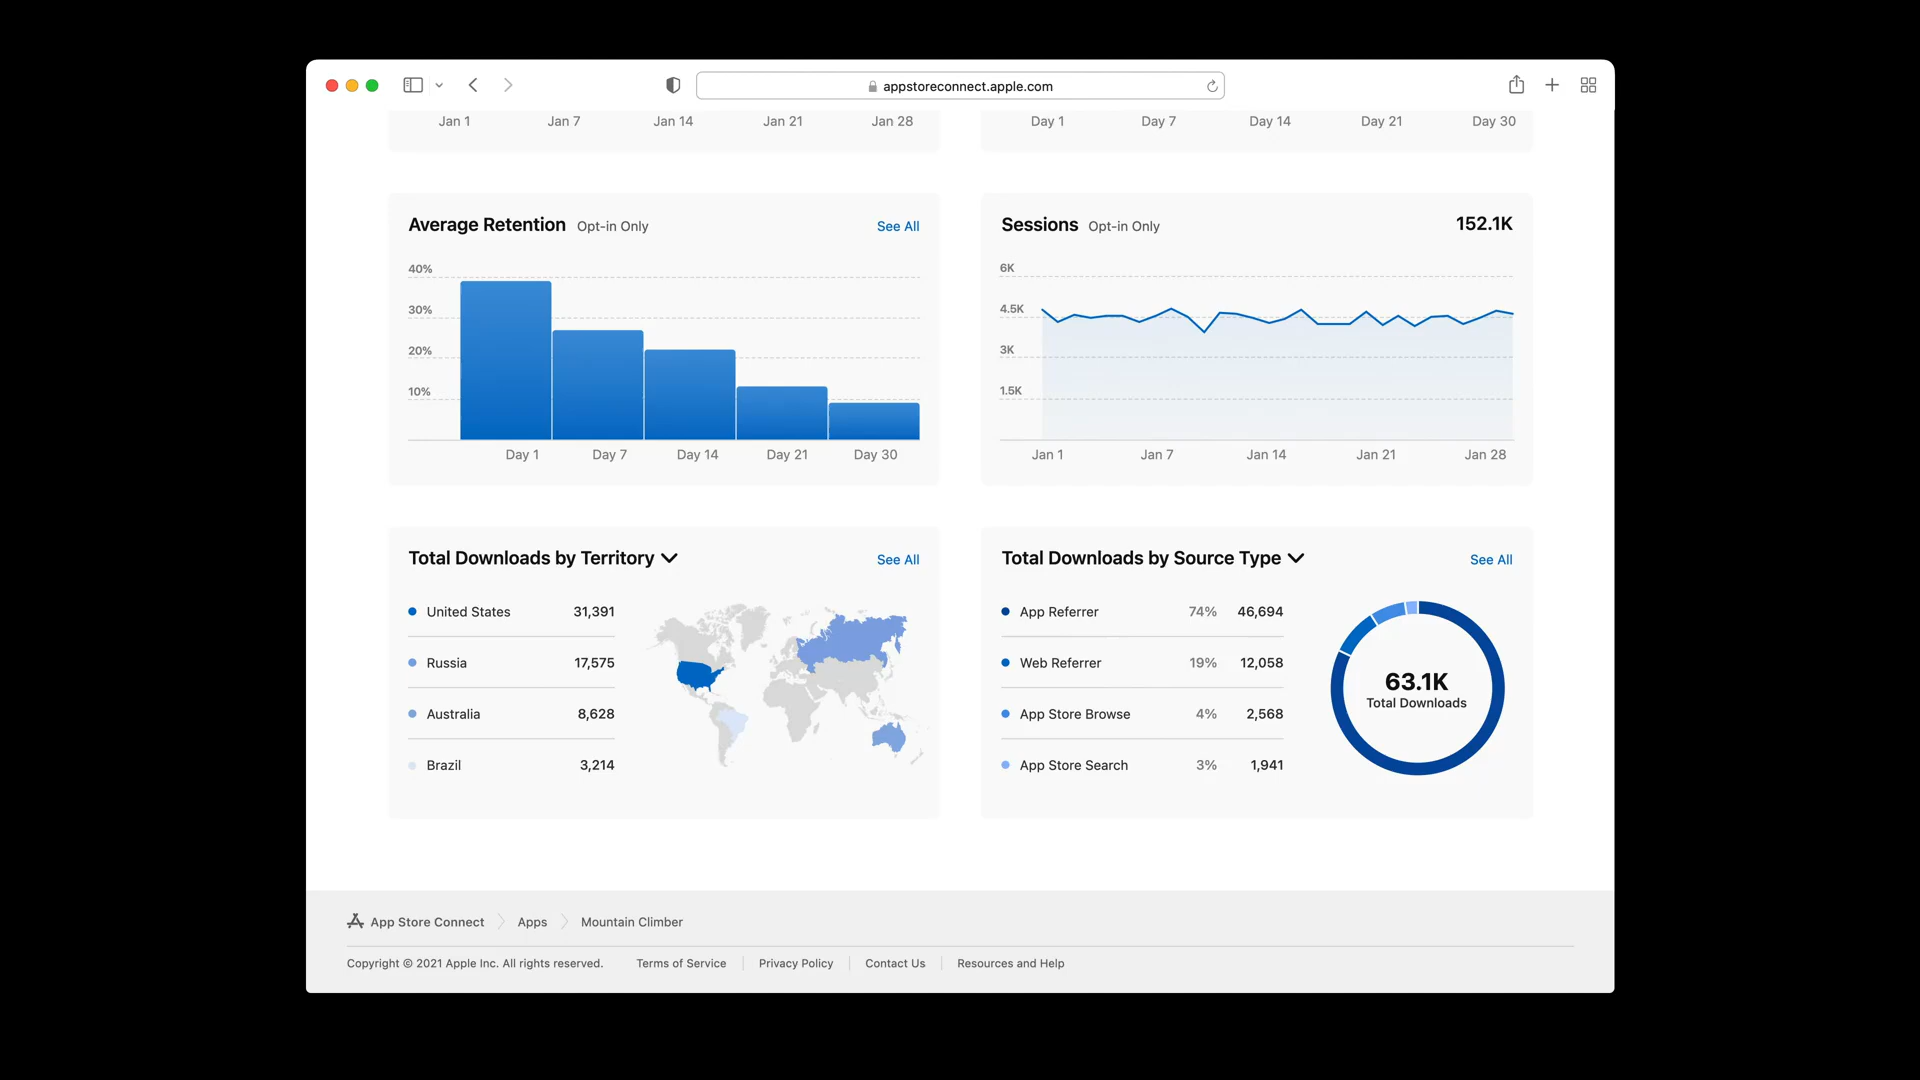 appstoreconnect.apple.com
Jan 1 Jan 7 Jan 14 Jan 21 Jan 28
Day 1 Day 7 Day 14 Day 21 Day 30
Average Retention Opt-in Only See All
40%
30%
20%
10%
Day 1 Day 7 Day 14 Day 21 Day 30
Sessions Opt-in Only 152.1K
6K
4.5K
3K
1.5K
Jan 1 Jan 7 Jan 14 Jan 21 Jan 28
Total Downloads by Territory See All
United States 31,391
Russia 17,575
Australia 8,628
Brazil 3,214
Total Downloads by Source Type See All
App Referrer 74% 46,694
Web Referrer 19% 12,058
App Store Browse 4% 2,568
App Store Search 3% 1,941
63.1K
Total Downloads
App Store Connect Apps Mountain Climber
Copyright © 2021 Apple Inc. All rights reserved. Terms of Service Privacy Policy Contact Us Resources and Help